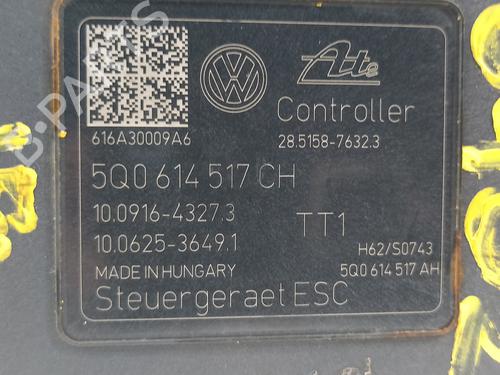 B-PARTS
Ate
616A30009A6
Controller
28.5158-7632.3
5Q0 614 517 CH
10.0916-4327.3
TT1
10.0625-3649.1
H62/S0743
MADE IN HUNGARY
5Q0 614 517 AH
Steuergeraet ESC